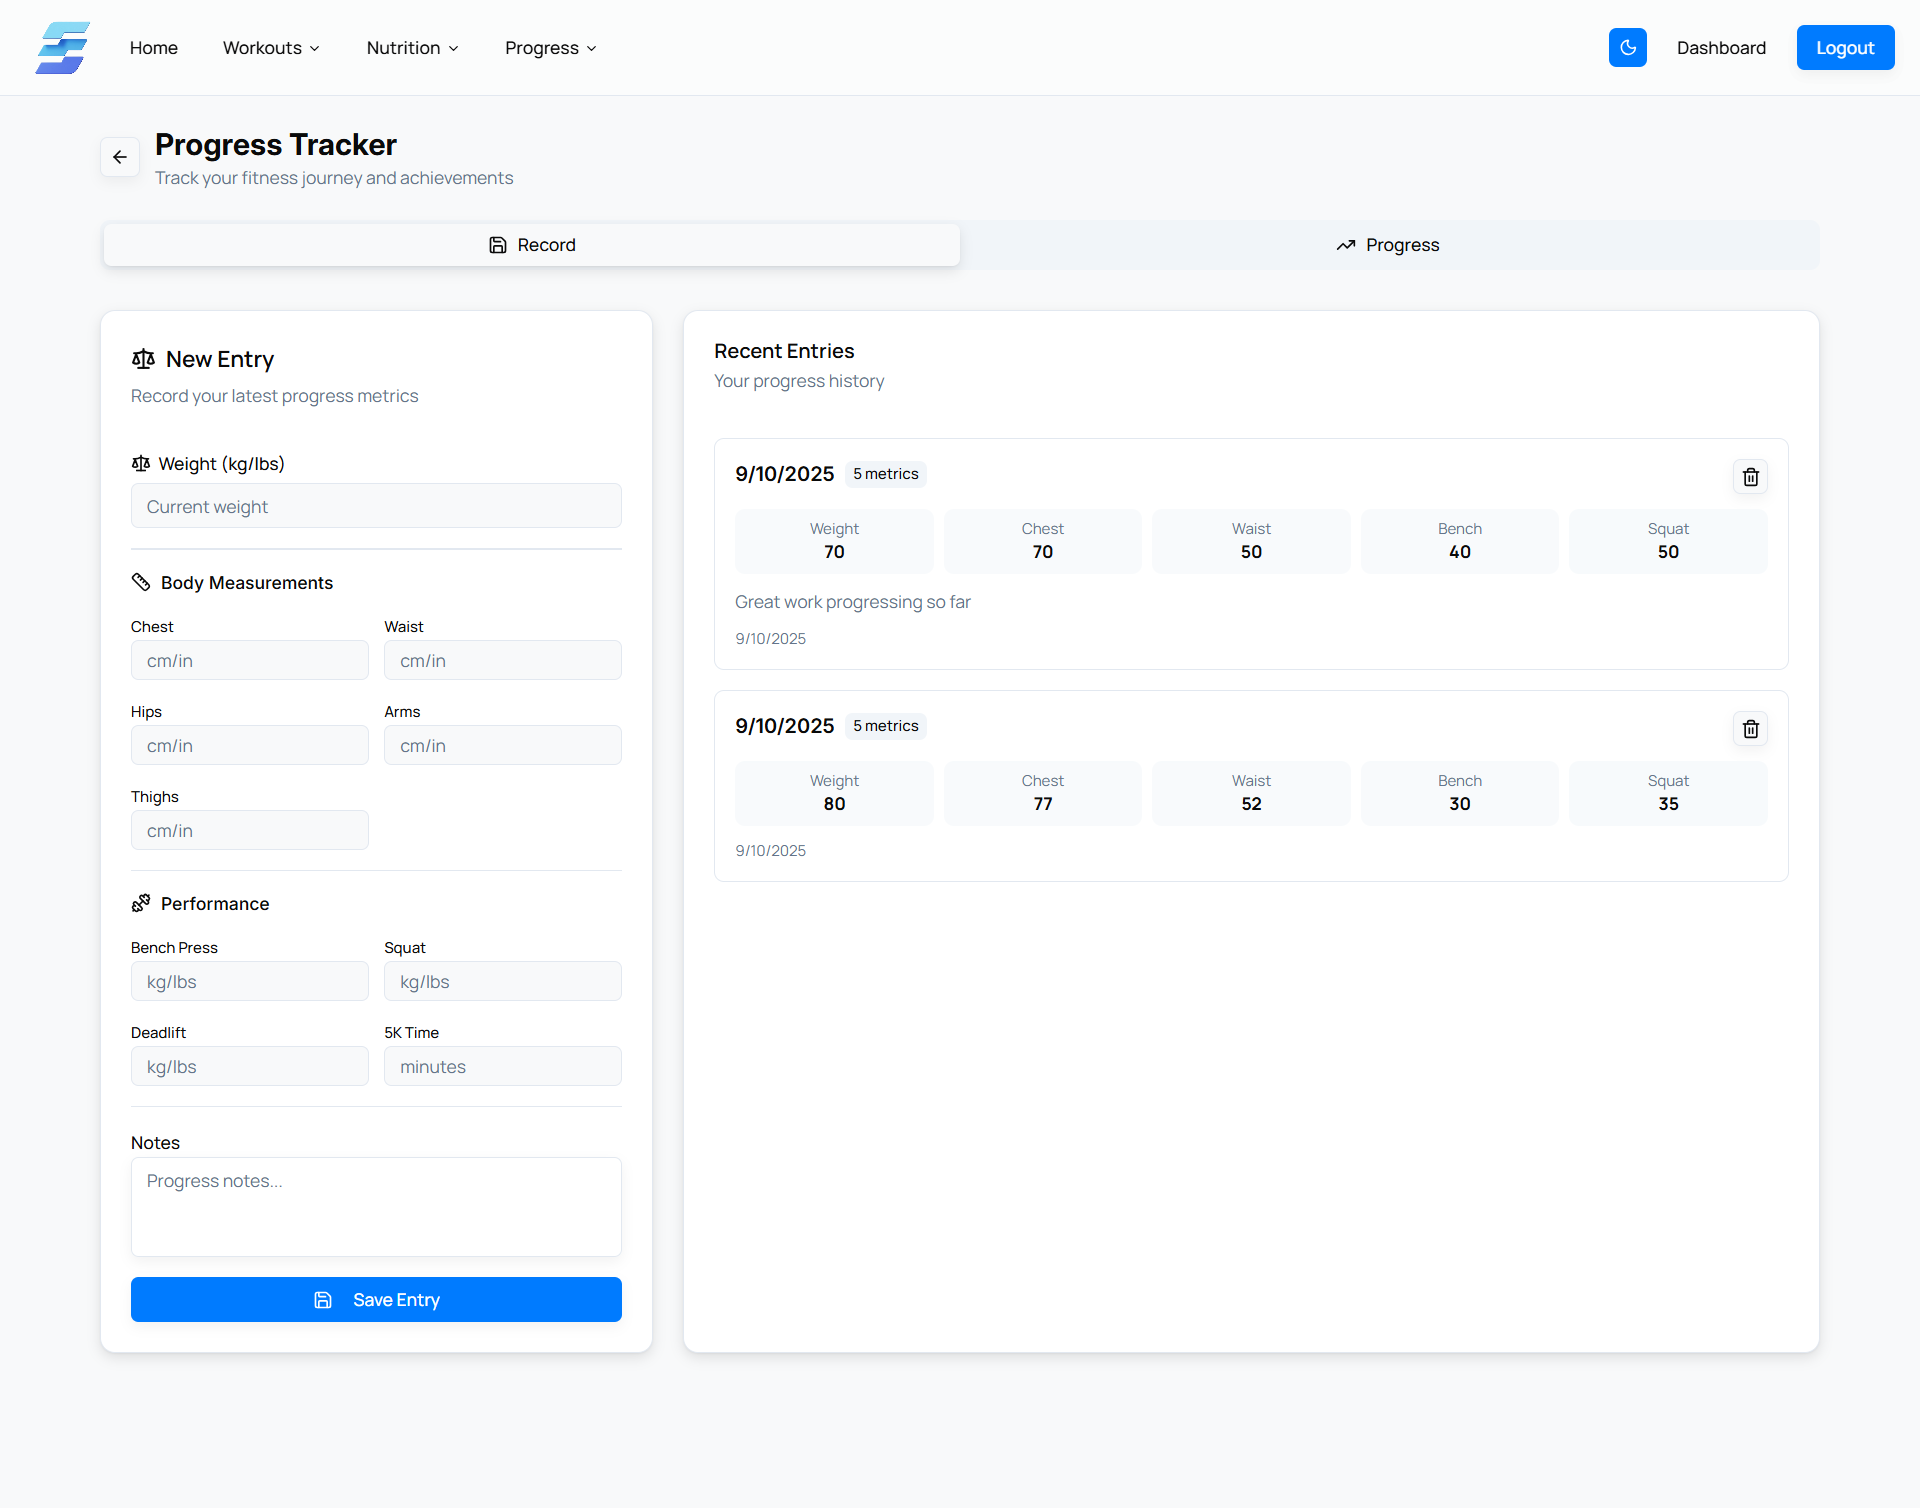 Home
Workouts
Nutrition
Progress
Dashboard
Logout
Progress Tracker
Track your fitness journey and achievements
Record
Progress
New Entry
Record your latest progress metrics
Weight (kg/lbs)
Current weight
Body Measurements
Chest
Waist
cm/in
cm/in
Hips
Arms
cm/in
cm/in
Thighs
cm/in
Performance
Bench Press
Squat
kg/lbs
kg/lbs
Deadlift
5K Time
kg/lbs
minutes
Notes
Progress notes...
Save Entry
Recent Entries
Your progress history
9/10/2025 5 metrics
Weight Chest Waist Bench Squat
70 70 50 40 50
Great work progressing so far
9/10/2025
9/10/2025 5 metrics
Weight Chest Waist Bench Squat
80 77 52 30 35
9/10/2025